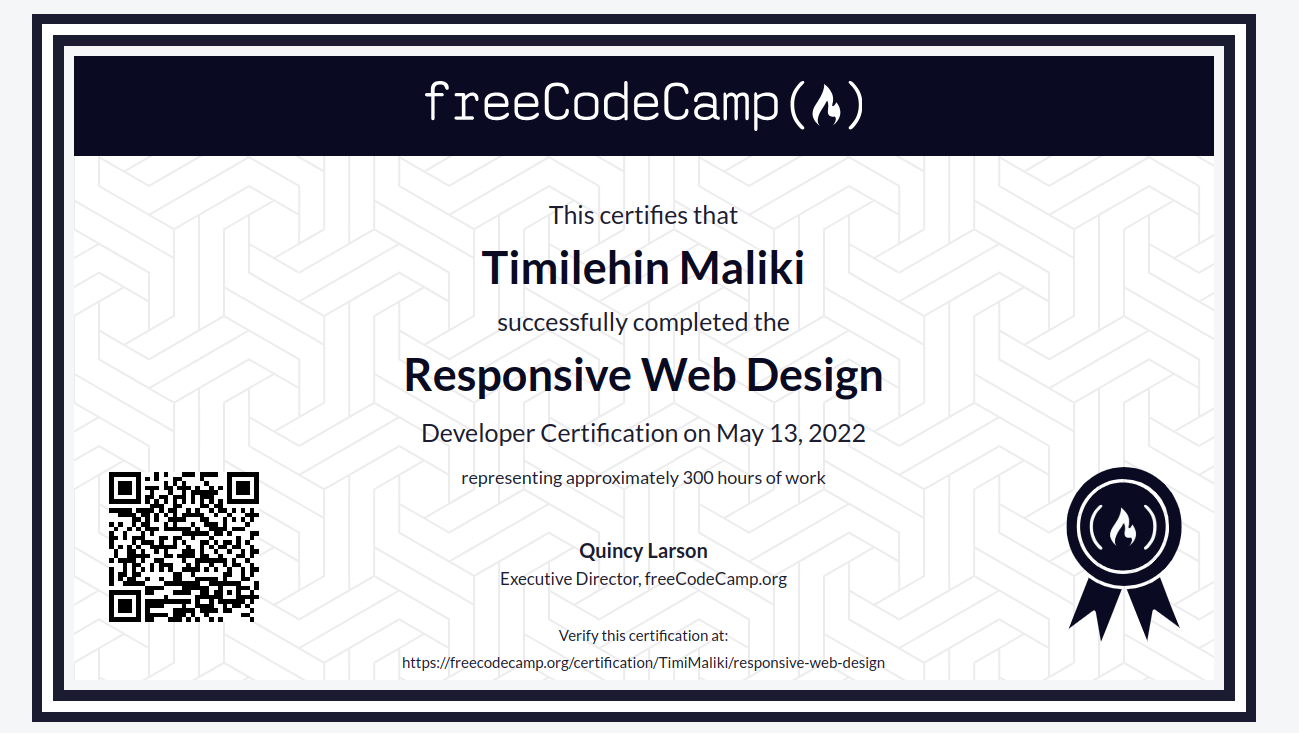 freeCodeCamp(🔥)
This certifies that
Timilehin Maliki
successfully completed the
Responsive Web Design
Developer Certification on May 13, 2022
representing approximately 300 hours of work
Quincy Larson
Executive Director, freeCodeCamp.org
Verify this certification at:
https://freecodecamp.org/certification/TimiMaliki/responsive-web-design